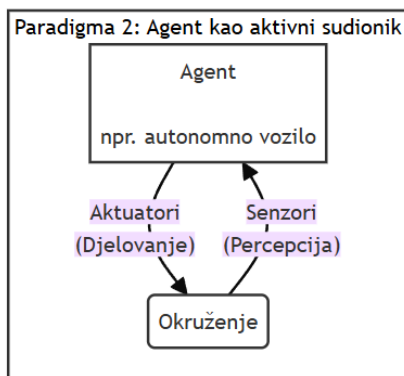 Paradigma 2: Agent kao aktivni sudionik
Agent
npr. autonomno vozilo
Aktuatori
(Djelovanje)
Senzori
(Percepcija)
Okruženje